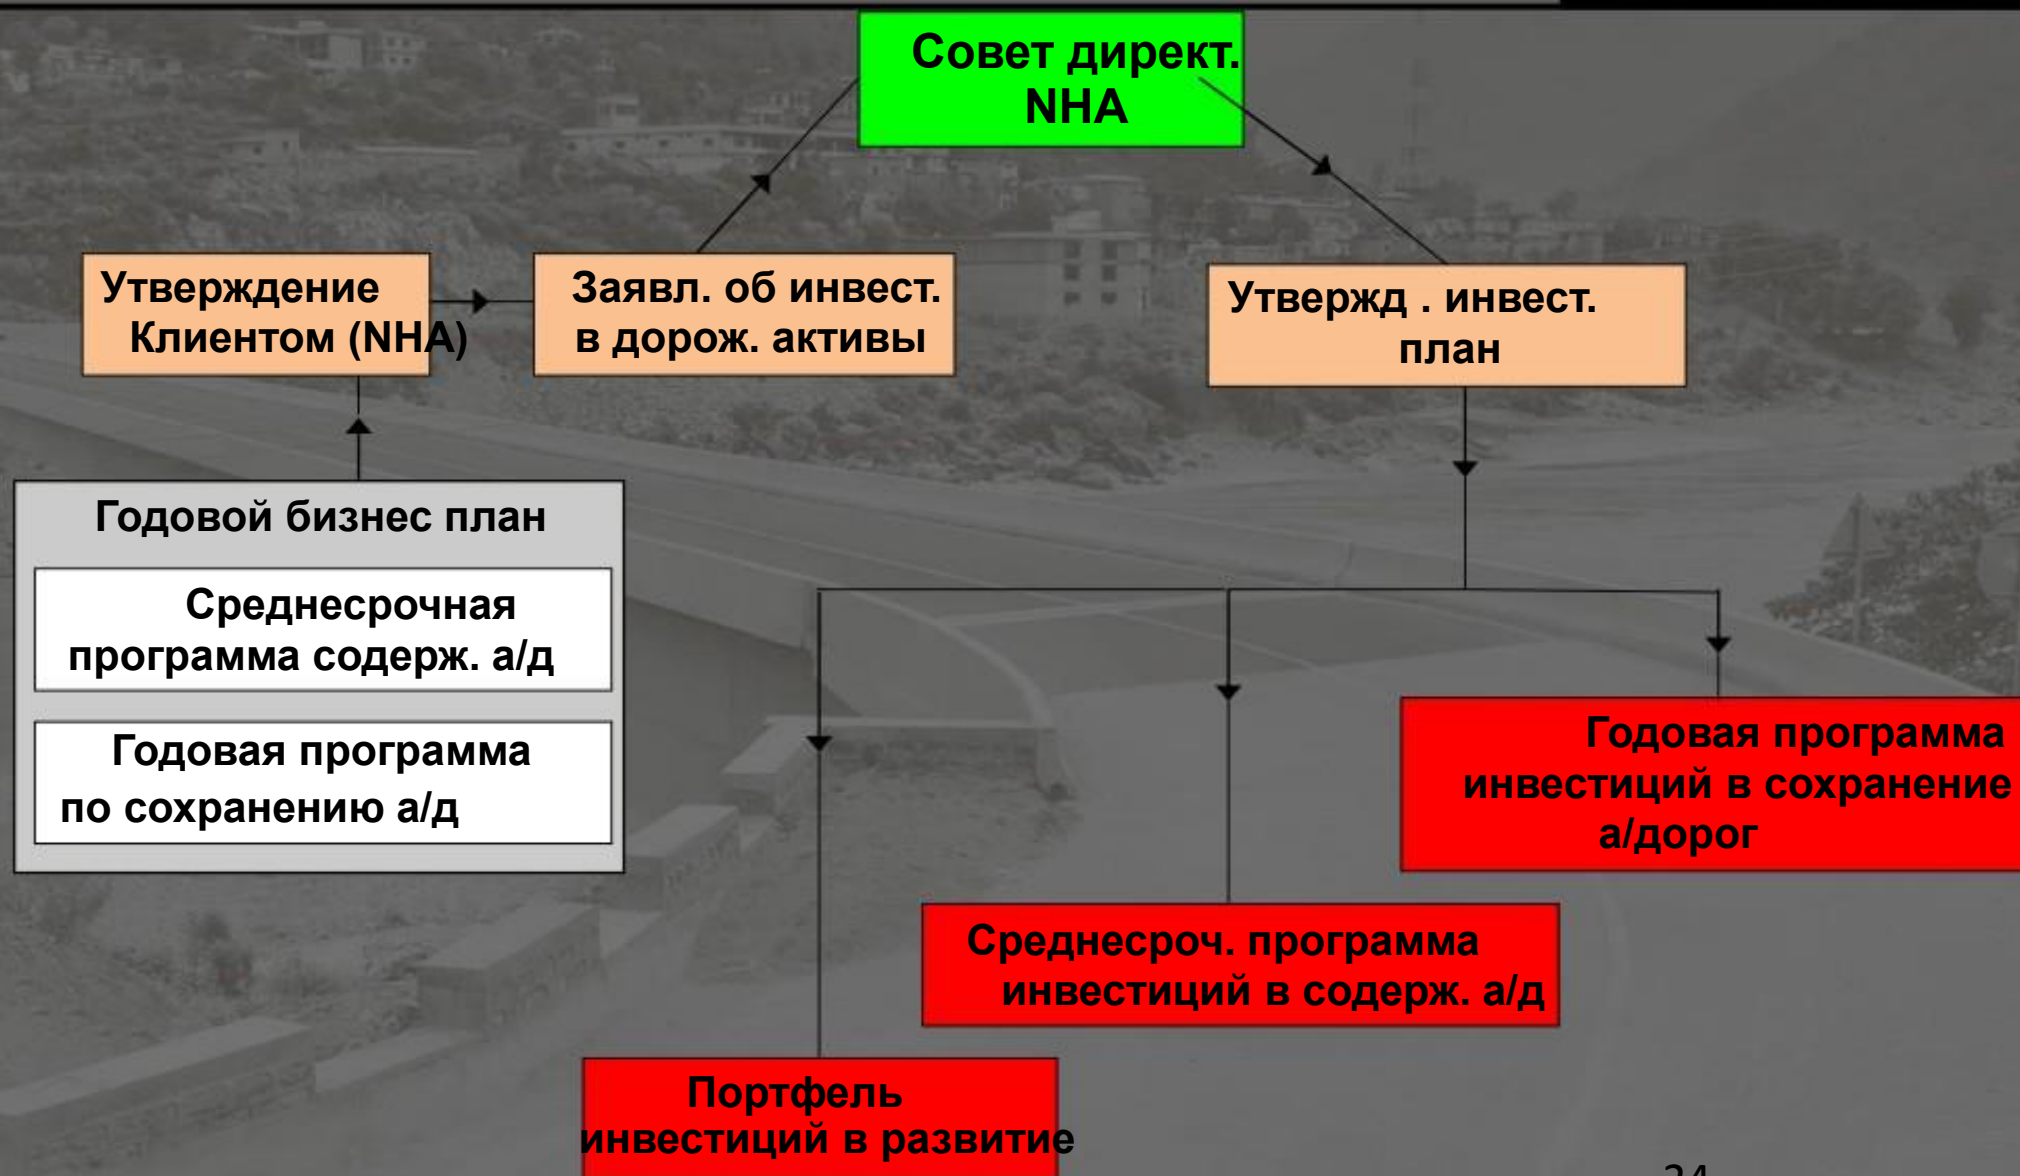 Совет директ.
NHA
Утверждение
Клиентом (NHA)
Заявл. об инвест.
в дорож. активы
Утвержд . инвест.
план
Годовой бизнес план
Среднесрочная
программа содерж. а/д
Годовая программа
по сохранению а/д
Годовая программа
инвестиций в сохранение
а/дорог
Среднесроч. программа
инвестиций в содерж. а/д
Портфель
инвестиций в развитие